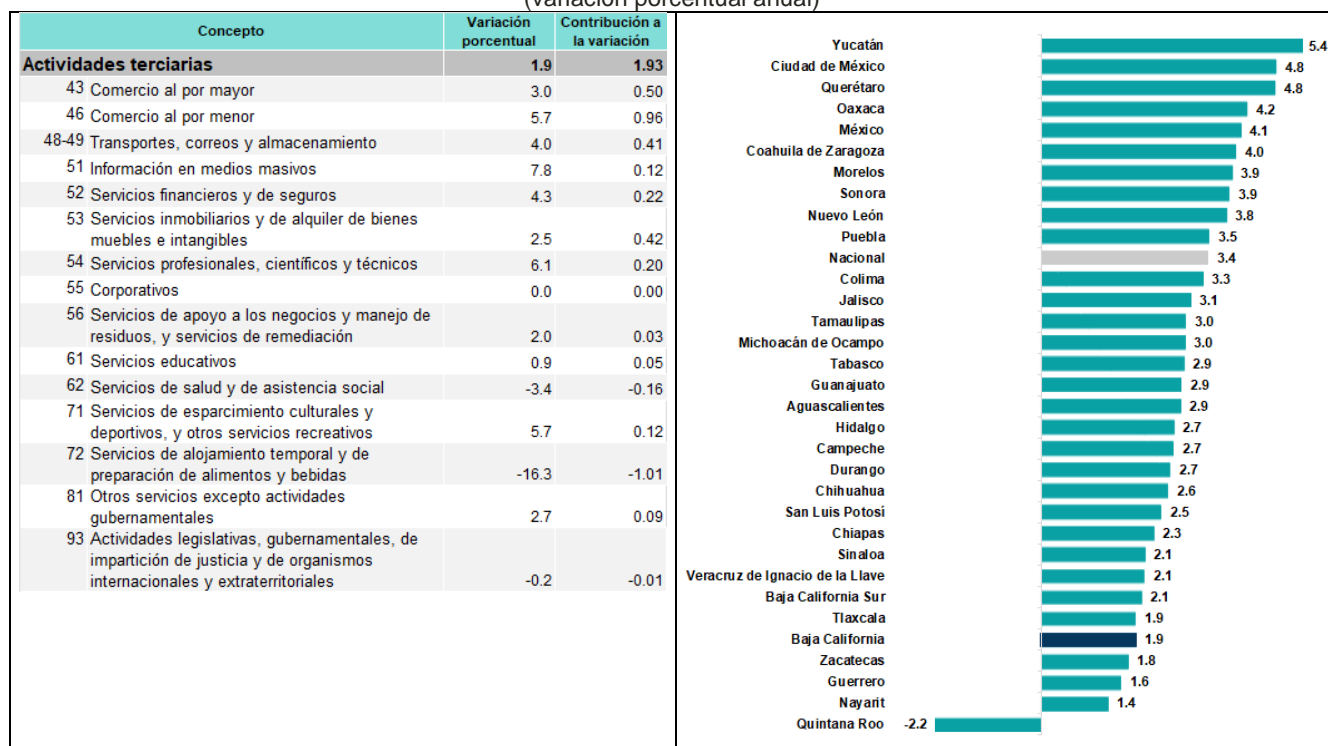 (variación porcentual anual)
Concepto Variación porcentual Contribución a la variación
Actividades terciarias 1.9 1.93
43 Comercio al por mayor 3.0 0.50
46 Comercio al por menor 5.7 0.96
48-49 Transportes, correos y almacenamiento 4.0 0.41
51 Información en medios masivos 7.8 0.12
52 Servicios financieros y de seguros 4.3 0.22
53 Servicios inmobiliarios y de alquiler de bienes
muebles e intangibles 2.5 0.42
54 Servicios profesionales, científicos y técnicos 6.1 0.20
55 Corporativos 0.0 0.00
56 Servicios de apoyo a los negocios y manejo de
residuos, y servicios de remediación 2.0 0.03
61 Servicios educativos 0.9 0.05
62 Servicios de salud y de asistencia social -3.4 -0.16
71 Servicios de esparcimiento culturales y
deportivos, y otros servicios recreativos 5.7 0.12
72 Servicios de alojamiento temporal y de
preparación de alimentos y bebidas -16.3 -1.01
81 Otros servicios excepto actividades
gubernamentales 2.7 0.09
93 Actividades legislativas, gubernamentales, de
impartición de justicia y de organismos
internacionales y extraterritoriales -0.2 -0.01
Yucatán 5.4
Ciudad de México 4.8
Querétaro 4.8
Oaxaca 4.2
México 4.1
Coahuila de Zaragoza 4.0
Morelos 3.9
Sonora 3.9
Nuevo León 3.8
Puebla 3.5
Nacional 3.4
Colima 3.3
Jalisco 3.1
Tamaulipas 3.0
Michoacán de Ocampo 3.0
Tabasco 2.9
Guanajuato 2.9
Aguascalientes 2.9
Hidalgo 2.7
Campeche 2.7
Durango 2.7
Chihuahua 2.6
San Luis Potosí 2.5
Chiapas 2.3
Sinaloa 2.1
Veracruz de Ignacio de la Llave 2.1
Baja California Sur 2.1
Tlaxcala 1.9
Baja California 1.9
Zacatecas 1.8
Guerrero 1.6
Nayarit 1.4
Quintana Roo -2.2